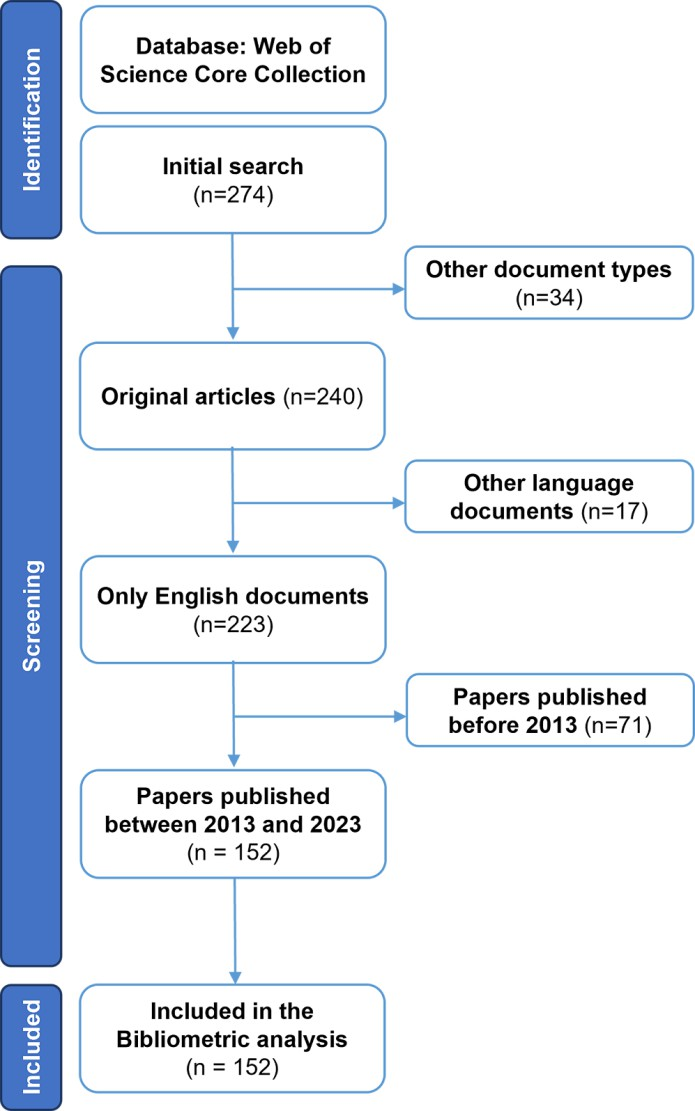 Identification
Database: Web of
Science Core Collection
Initial search
(n=274)
Other document types
(n=34)
Screening
Original articles (n=240)
Other language
documents (n=17)
Only English documents
(n=223)
Papers published
before 2013 (n=71)
Papers published
between 2013 and 2023
(n = 152)
Included
Included in the
Bibliometric analysis
(n = 152)